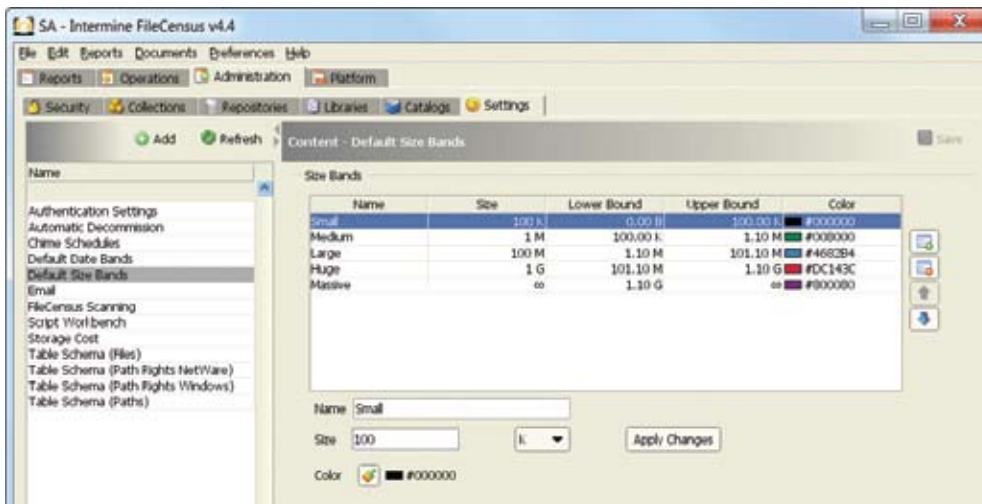 SA - Intermine FileCensus v4.4
File Edit Reports Documents Preferences Help
Reports Operations Administration Platform
Security Collections Repositories Libraries Catalogs Settings
Add Refresh Content - Default Size Bands Save
Name
Authentication Settings
Automatic Decommission
Chime Schedules
Default Date Bands
Default Size Bands
Email
FileCensus Scanning
Script Workbench
Storage Cost
Table Schema (Files)
Table Schema (Path Rights NetWare)
Table Schema (Path Rights Windows)
Table Schema (Paths)
Size Bands
Name Size Lower Bound Upper Bound Color
Small 100 K 0.00 B 100.00 K #000000
Medium 1 M 100.00 K 1.10 M #008000
Large 100 M 1.10 M 101.10 M #4682B4
Huge 1 G 101.10 M 1.10 G #DC143C
Massive ∞ 1.10 G ∞ #800080
Name Small
Size 100 K Apply Changes
Color #000000